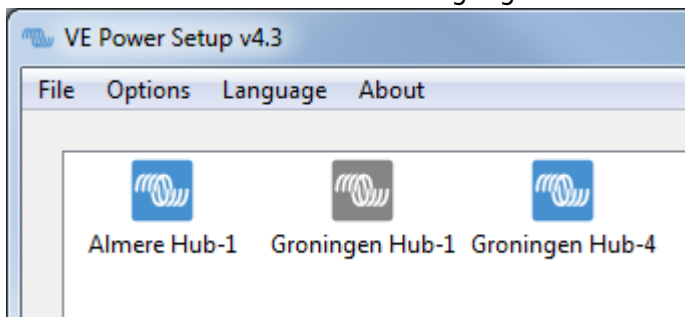 VE Power Setup v4.3
File Options Language About
Almere Hub-1 Groningen Hub-1 Groningen Hub-4